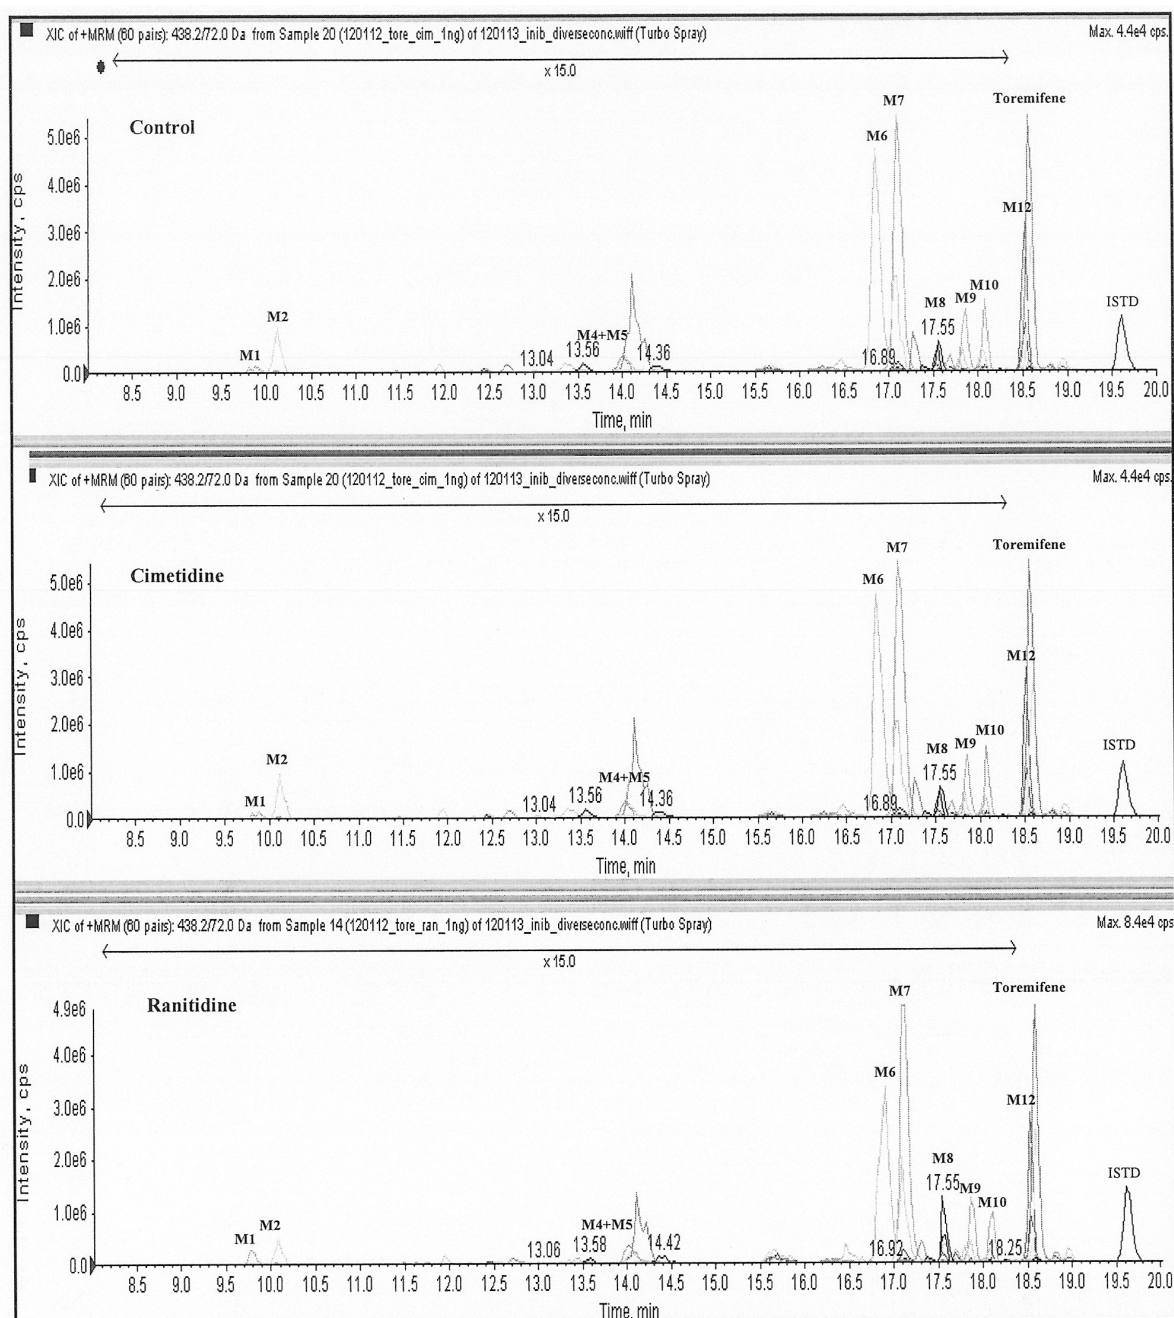 XIC of +MRM (60 pairs): 438.2/72.0 Da from Sample 20 (120112_tore_cim_1ng) of 120113_inib_diverseconc.wiff (Turbo Spray) Max. 4.4e4 cps.
x 15.0
Control
M7
Toremifene
M6
M12
M10
M9
M8
17.55
ISTD
M2
M1
M4+M5
13.04 13.56 14.36 16.89
5.0e6
4.0e6
3.0e6
2.0e6
1.0e6
0.0
Intensity, cps
8.5 9.0 9.5 10.0 10.5 11.0 11.5 12.0 12.5 13.0 13.5 14.0 14.5 15.0 15.5 16.0 16.5 17.0 17.5 18.0 18.5 19.0 19.5 20.0
Time, min
XIC of +MRM (60 pairs): 438.2/72.0 Da from Sample 20 (120112_tore_cim_1ng) of 120113_inib_diverseconc.wiff (Turbo Spray) Max. 4.4e4 cps.
x 15.0
Cimetidine
M7
Toremifene
M6
M12
M10
M9
M8
17.55
ISTD
M2
M1
M4+M5
13.04 13.56 14.36 16.89
5.0e6
4.0e6
3.0e6
2.0e6
1.0e6
0.0
Intensity, cps
8.5 9.0 9.5 10.0 10.5 11.0 11.5 12.0 12.5 13.0 13.5 14.0 14.5 15.0 15.5 16.0 16.5 17.0 17.5 18.0 18.5 19.0 19.5 20.0
Time, min
XIC of +MRM (60 pairs): 438.2/72.0 Da from Sample 14 (120112_tore_ran_1ng) of 120113_inib_diverseconc.wiff (Turbo Spray) Max. 8.4e4 cps.
x 15.0
Ranitidine
M7
Toremifene
M6
M12
M8
17.55
M9
M10
ISTD
M2
M1
M4+M5
13.06 13.58 14.42 16.92 18.25
4.9e6
4.0e6
3.0e6
2.0e6
1.0e6
0.0
Intensity, cps
8.5 9.0 9.5 10.0 10.5 11.0 11.5 12.0 12.5 13.0 13.5 14.0 14.5 15.0 15.5 16.0 16.5 17.0 17.5 18.0 18.5 19.0 19.5 20.0
Time, min